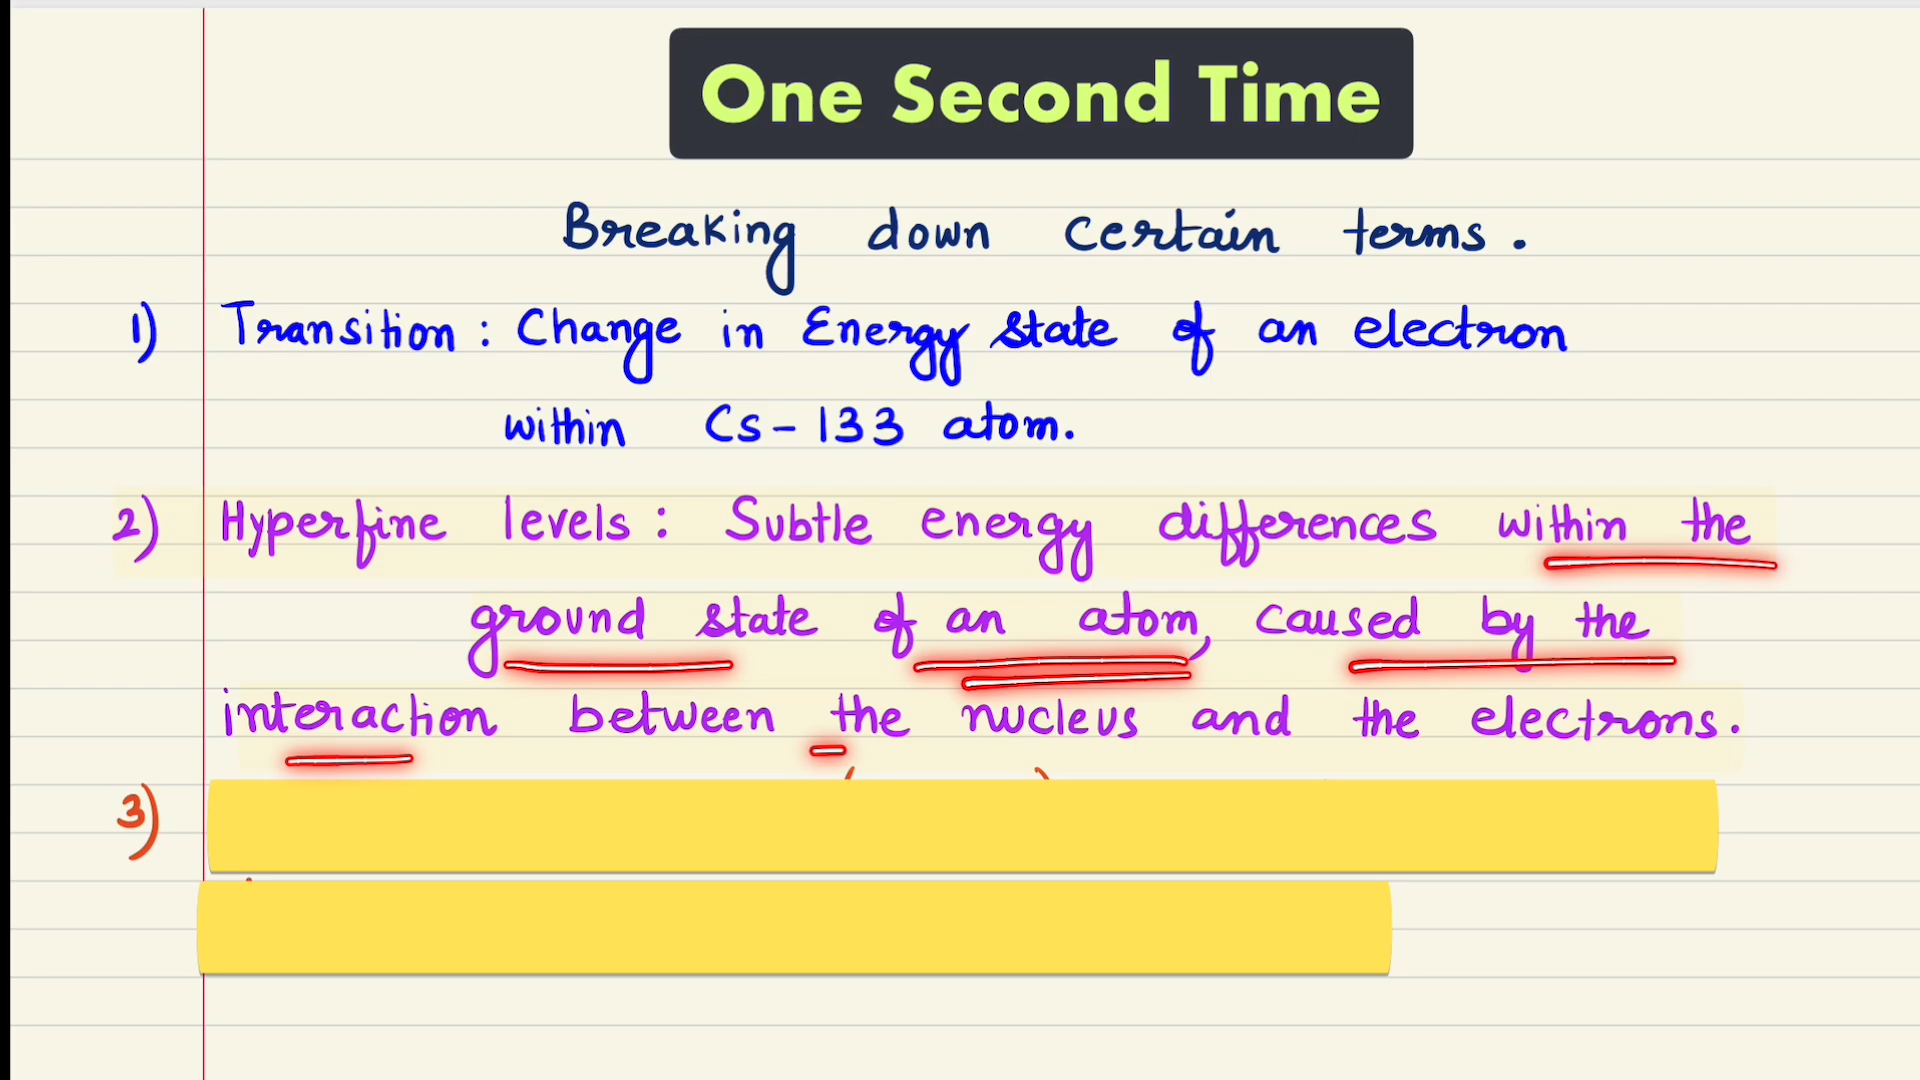 One Second Time
Breaking down certain terms.
1) Transition: Change in Energy state of an electron
within Cs-133 atom.
2) Hyperfine levels: Subtle energy differences within the
ground state of an atom, caused by the
interaction between the nucleus and the electrons.
3)